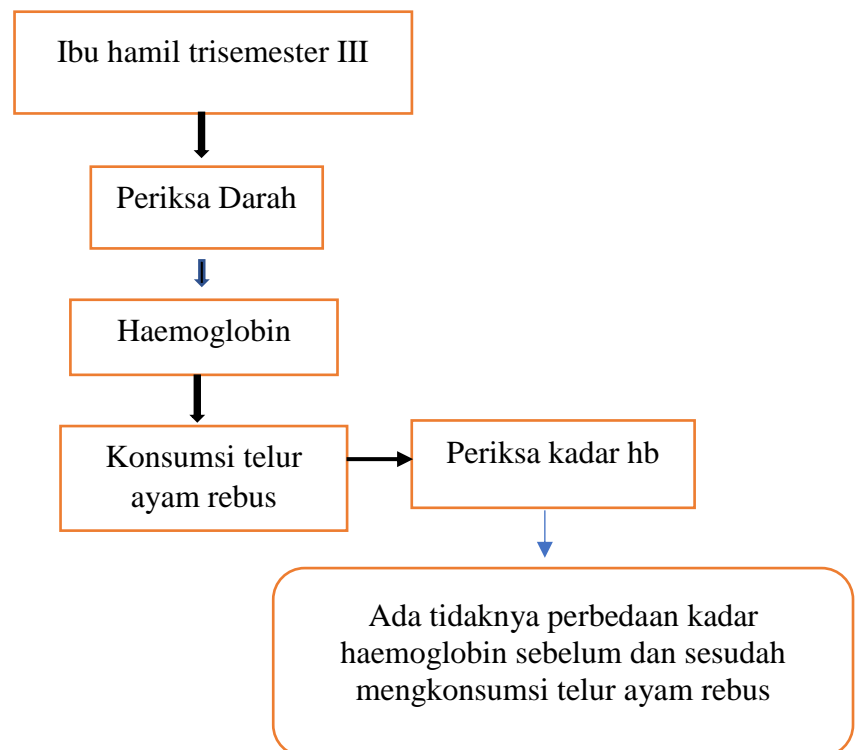 Ibu hamil trisemester III
Periksa Darah
Haemoglobin
Konsumsi telur
ayam rebus
Periksa kadar hb
Ada tidaknya perbedaan kadar
haemoglobin sebelum dan sesudah
mengkonsumsi telur ayam rebus